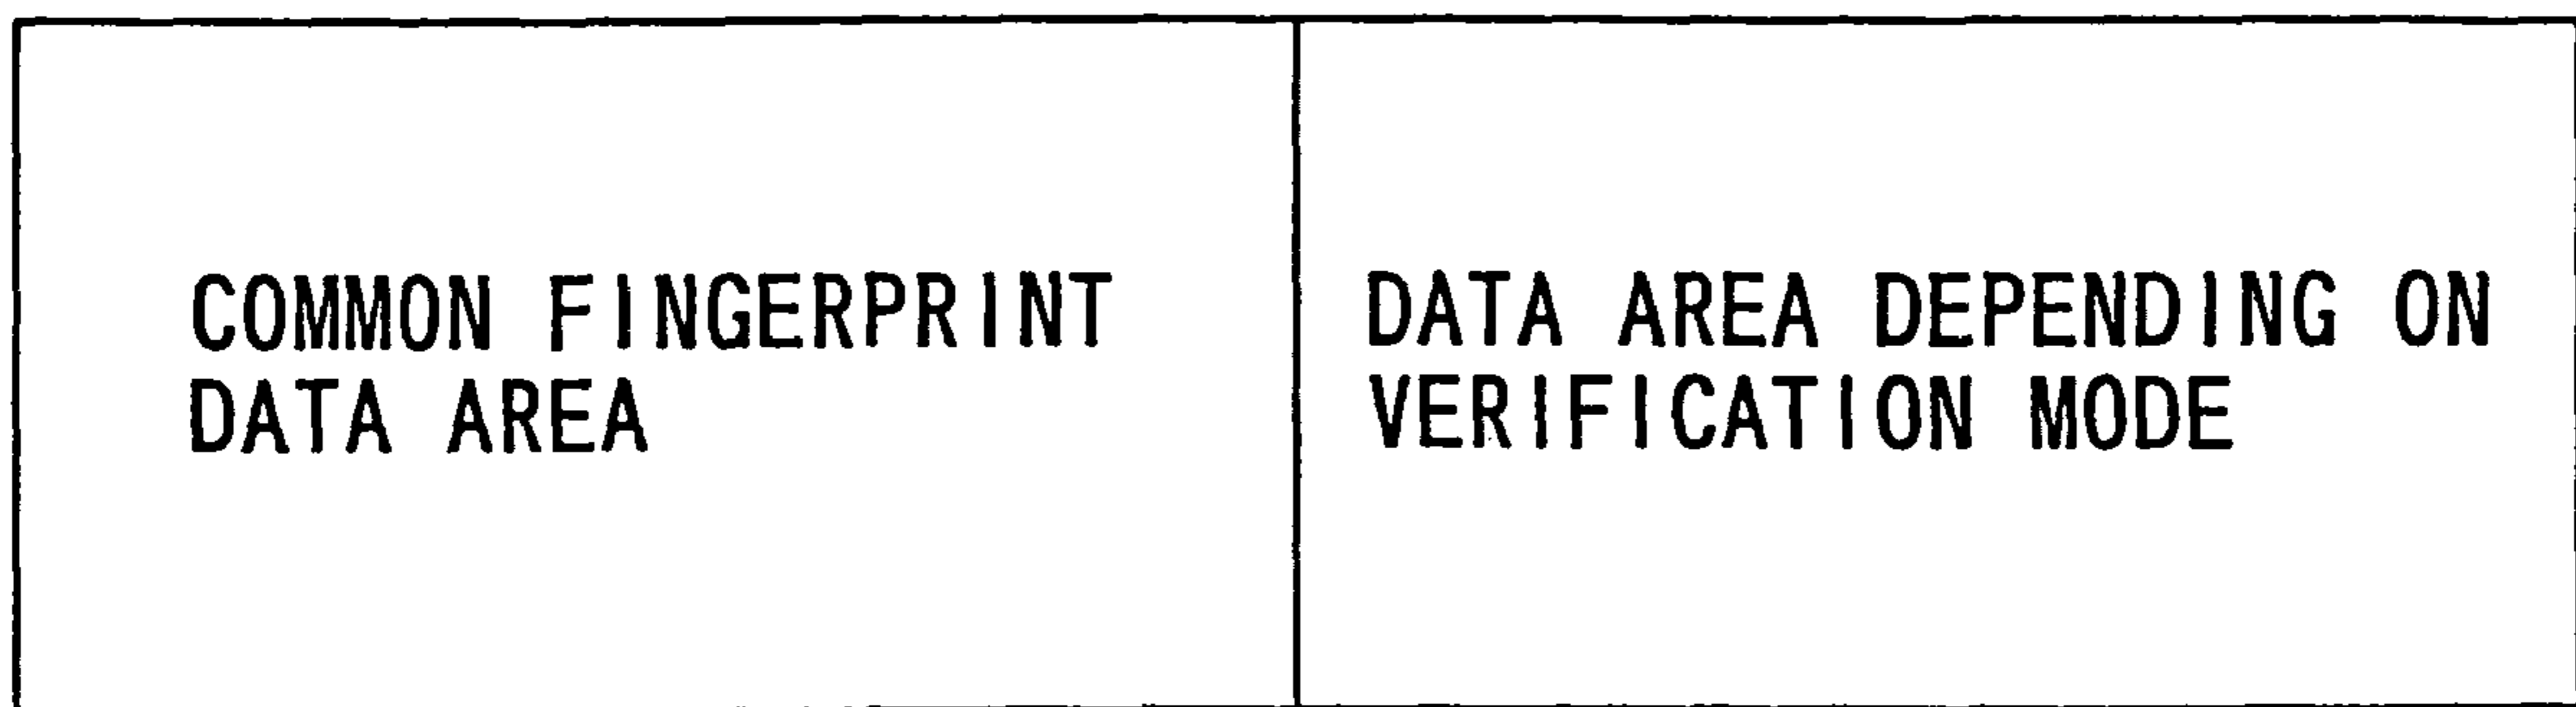 COMMON FINGERPRINT
DATA AREA
DATA AREA DEPENDING ON
VERIFICATION MODE